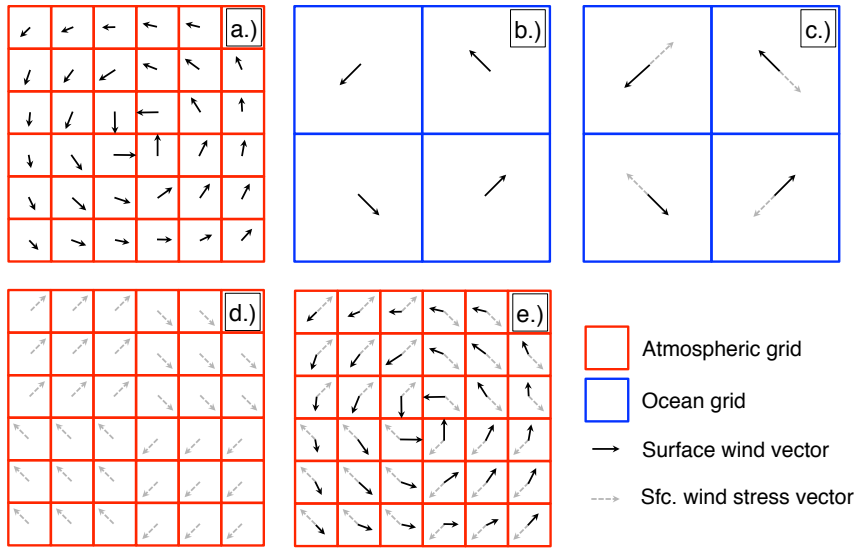 a.)
b.)
c.)
d.)
e.)
Atmospheric grid
Ocean grid
Surface wind vector
Sfc. wind stress vector